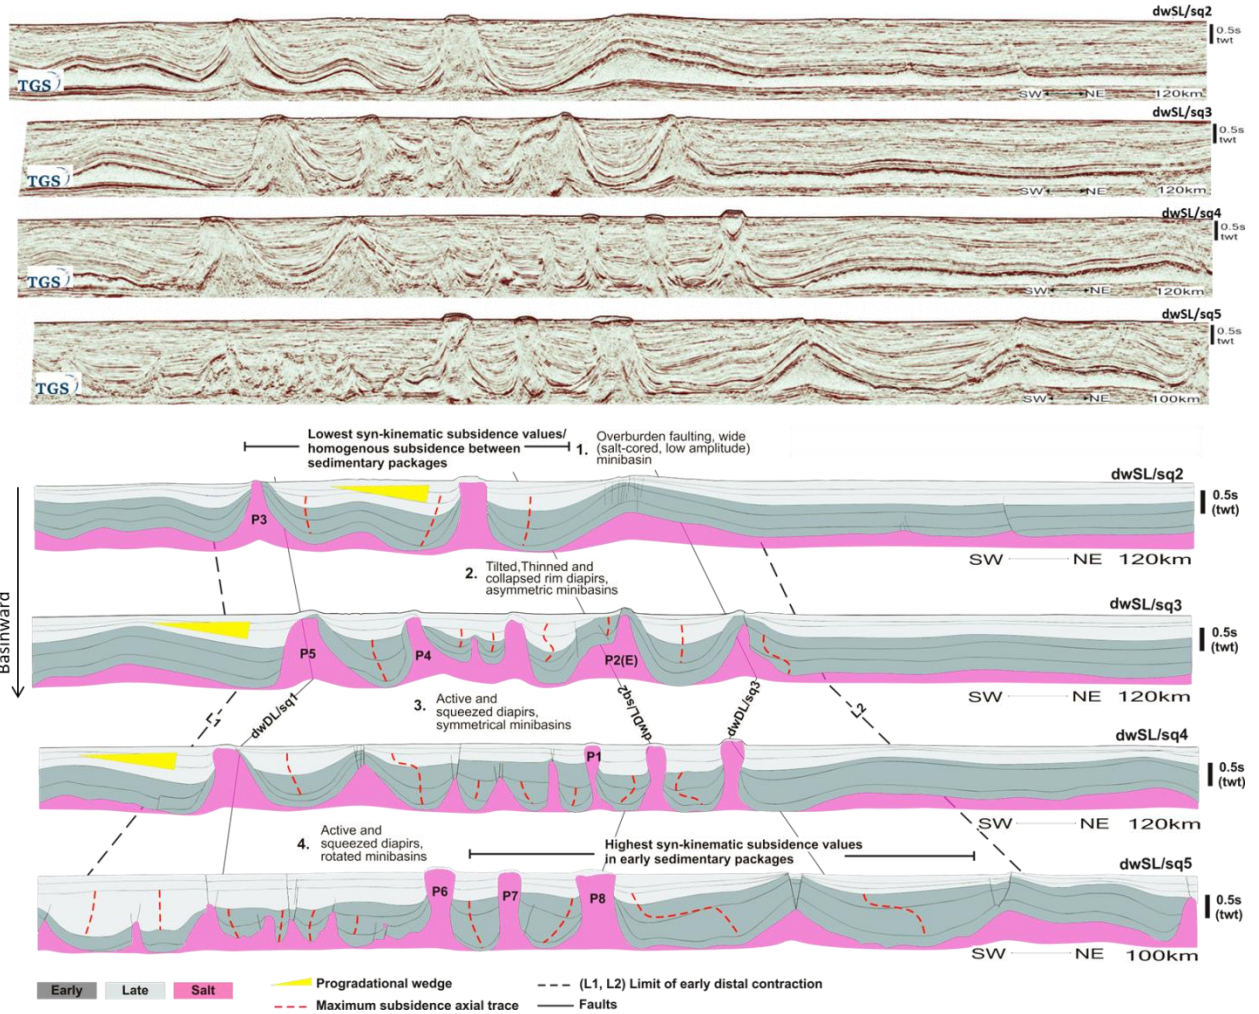 dwSL/sq2
0.5s
twt
TGS
SW NE 120km
dwSL/sq3
0.5s
twt
TGS
SW NE 120km
dwSL/sq4
0.5s
twt
TGS
SW NE 120km
dwSL/sq5
0.5s
twt
TGS
SW NE 100km
Lowest syn-kinematic subsidence values/
homogenous subsidence between
sedimentary packages
1. Overburden faulting, wide
(salt-cored, low amplitude)
minibasin
dwSL/sq2
0.5s
(twt)
P3
SW NE 120km
2. Tilted,Thinned and
collapsed rim diapirs,
asymmetric minibasins
Basinward
dwSL/sq3
0.5s
(twt)
P5
P4
P2(E)
SW NE 120km
L1
dwDL/sq1
3. Active and
squeezed diapirs,
symmetrical minibasins
dwDL/sq2
dwDL/sq3
L2
dwSL/sq4
P1
0.5s
(twt)
SW NE 120km
4. Active and
squeezed diapirs,
rotated minibasins
Highest syn-kinematic subsidence values
in early sedimentary packages
dwSL/sq5
P6
P7
P8
0.5s
(twt)
SW NE 100km
Early
Late
Salt
Progradational wedge
Maximum subsidence axial trace
(L1, L2) Limit of early distal contraction
Faults